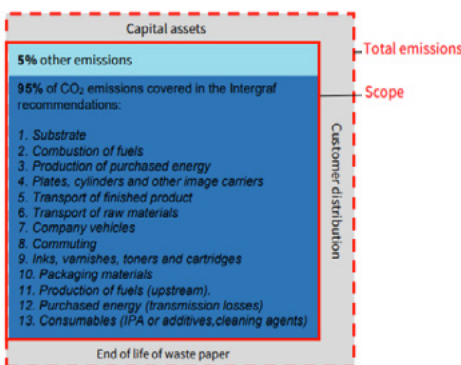 Capital assets
Total emissions
5% other emissions
95% of CO₂ emissions covered in the Intergraf
recommendations:
Scope
1. Substrate
2. Combustion of fuels
3. Production of purchased energy
4. Plates, cylinders and other image carriers
5. Transport of finished product
6. Transport of raw materials
7. Company vehicles
8. Commuting
9. Inks, varnishes, toners and cartridges
10. Packaging materials
11. Production of fuels (upstream).
12. Purchased energy (transmission losses)
13. Consumables (IPA or additives,cleaning agents)
Customer distribution
End of life of waste paper